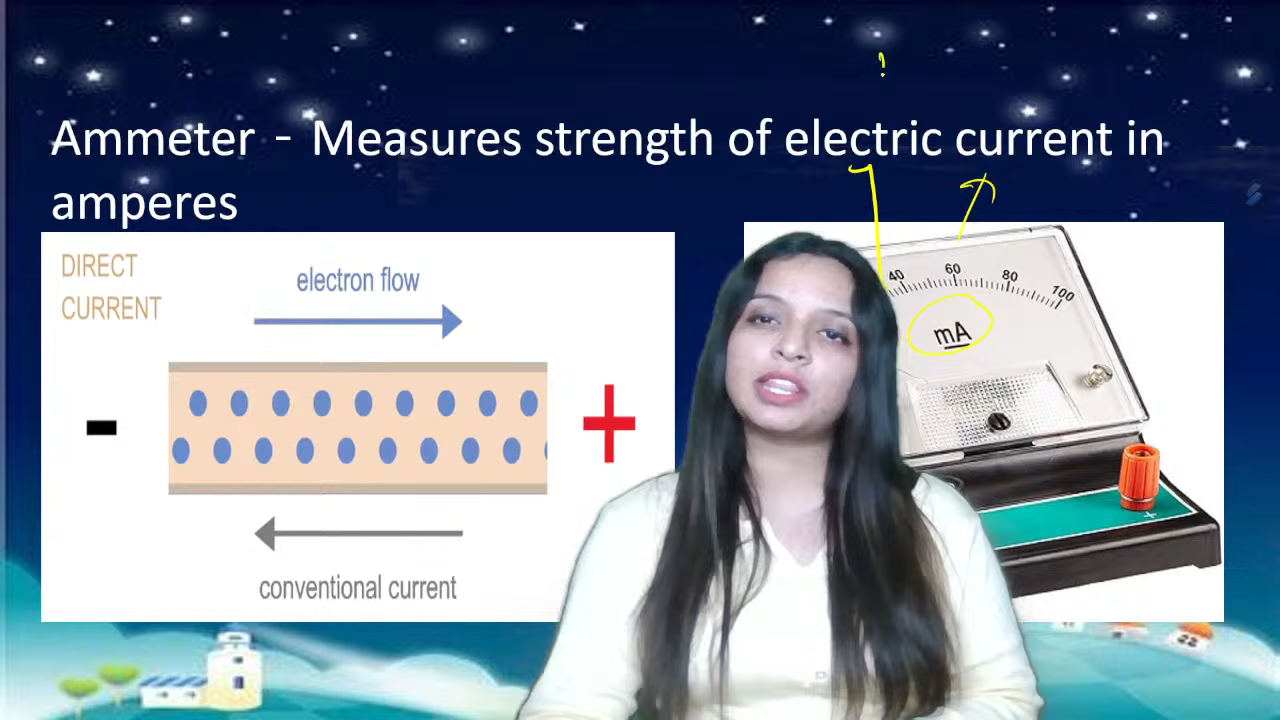 Ammeter - Measures strength of electric current in
amperes
DIRECT
CURRENT
electron flow
-
+
conventional current
40
60
80
100
mA
+